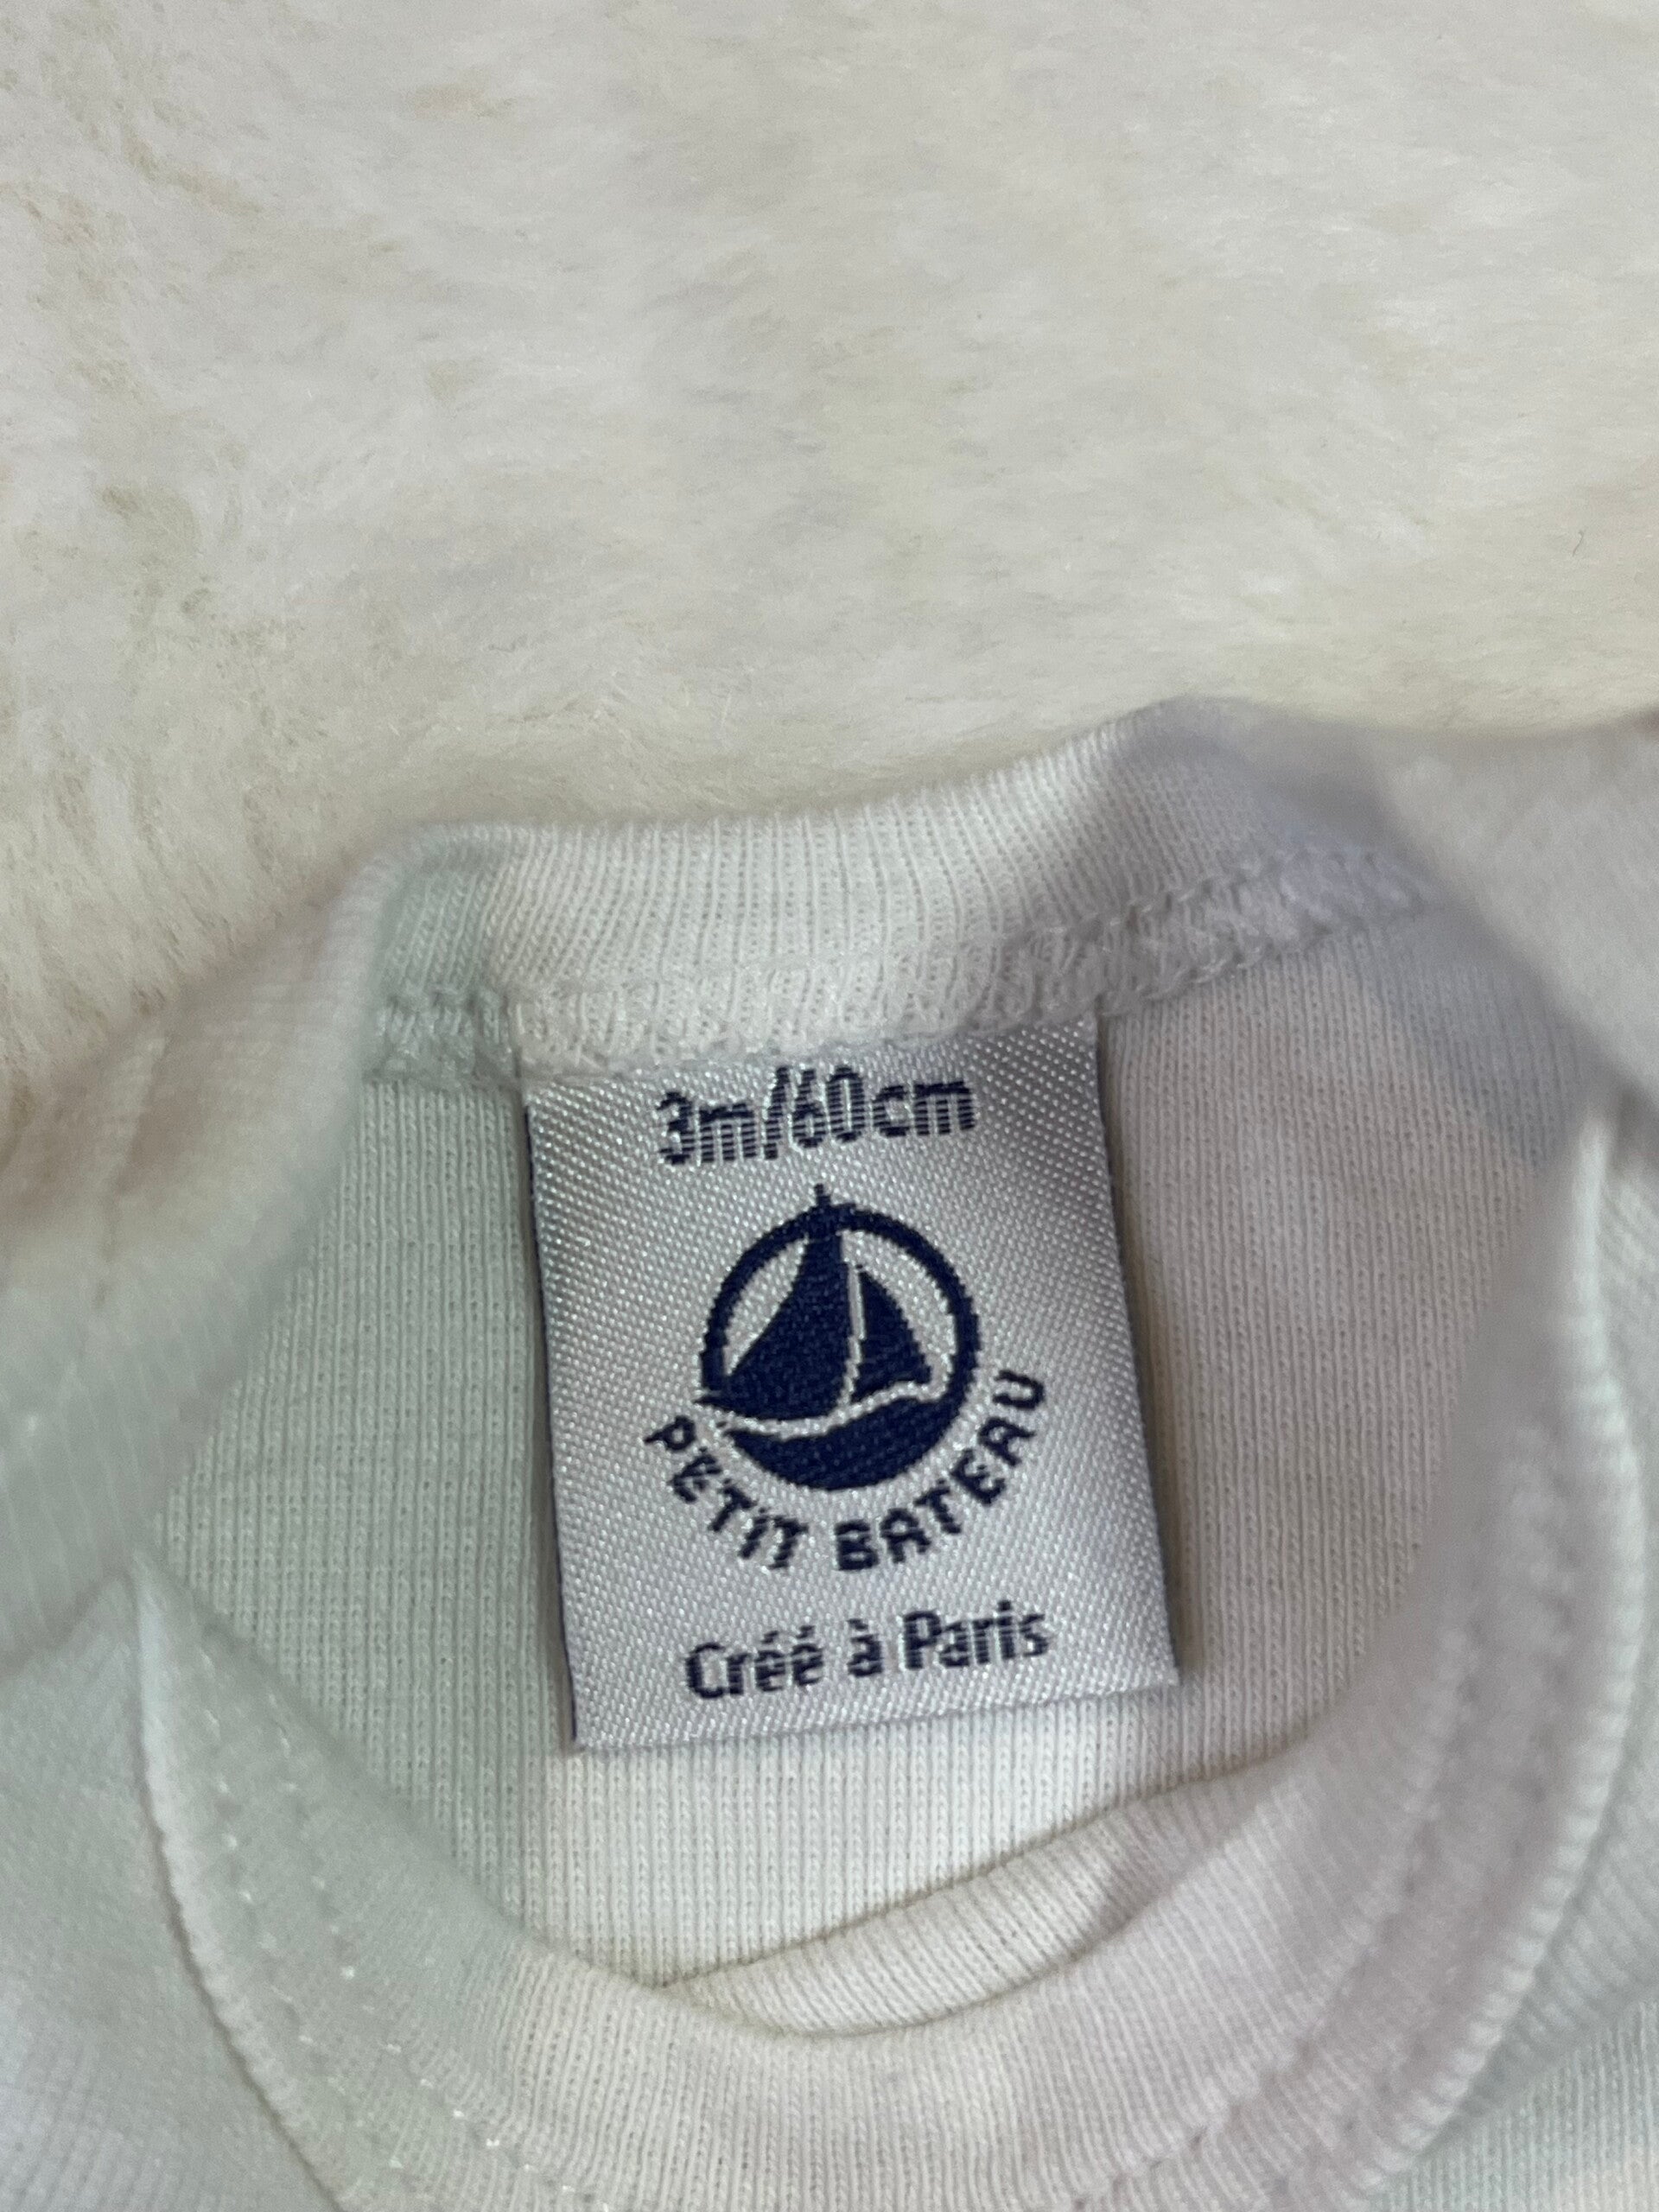 3m/60cm
PETIT BATEAU
Créé à Paris